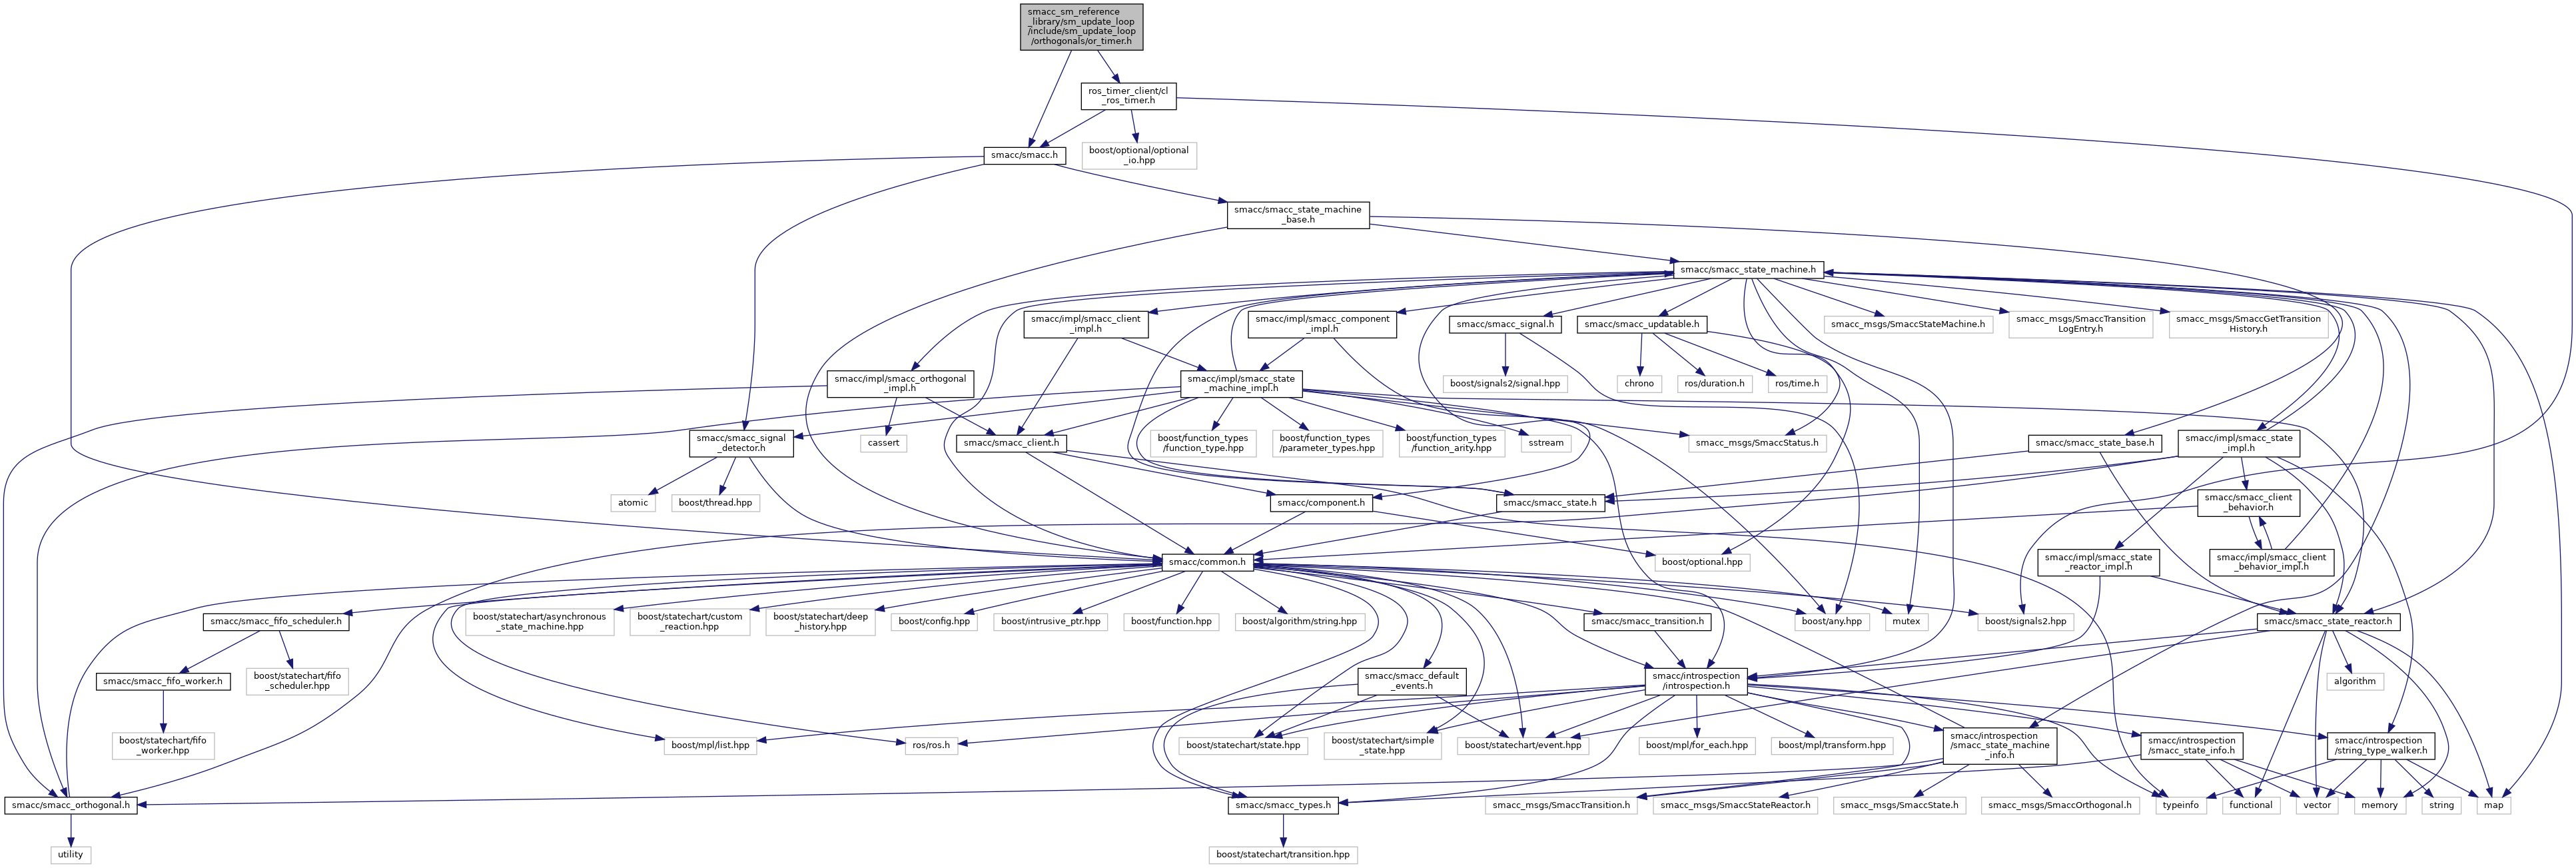 smacc_sm_reference
_library/sm_update_loop
/include/sm_update_loop
/orthogonals/or_timer.h
ros_timer_client/cl
_ros_timer.h
smacc/smacc.h
boost/optional/optional
_io.hpp
smacc/smacc_state_machine
_base.h
smacc/smacc_state_machine.h
smacc/impl/smacc_client
_impl.h
smacc/impl/smacc_component
_impl.h
smacc/smacc_signal.h
smacc/smacc_updatable.h
smacc_msgs/SmaccStateMachine.h
smacc_msgs/SmaccTransition
LogEntry.h
smacc_msgs/SmaccGetTransition
History.h
smacc/impl/smacc_orthogonal
_impl.h
smacc/impl/smacc_state
_machine_impl.h
boost/signals2/signal.hpp
chrono
ros/duration.h
ros/time.h
smacc/smacc_signal
_detector.h
cassert
smacc/smacc_client.h
boost/function_types
/function_type.hpp
boost/function_types
/parameter_types.hpp
boost/function_types
/function_arity.hpp
sstream
smacc_msgs/SmaccStatus.h
smacc/smacc_state_base.h
smacc/impl/smacc_state
_impl.h
atomic
boost/thread.hpp
smacc/component.h
smacc/smacc_state.h
smacc/smacc_client
_behavior.h
smacc/common.h
boost/optional.hpp
smacc/impl/smacc_state
_reactor_impl.h
smacc/impl/smacc_client
_behavior_impl.h
smacc/smacc_fifo_scheduler.h
boost/statechart/asynchronous
_state_machine.hpp
boost/statechart/custom
_reaction.hpp
boost/statechart/deep
_history.hpp
boost/config.hpp
boost/intrusive_ptr.hpp
boost/function.hpp
boost/algorithm/string.hpp
smacc/smacc_transition.h
boost/any.hpp
mutex
boost/signals2.hpp
smacc/smacc_state_reactor.h
smacc/smacc_fifo_worker.h
boost/statechart/fifo
_scheduler.hpp
smacc/smacc_default
_events.h
smacc/introspection
/introspection.h
algorithm
boost/statechart/fifo
_worker.hpp
boost/mpl/list.hpp
ros/ros.h
boost/statechart/state.hpp
boost/statechart/simple
_state.hpp
boost/statechart/event.hpp
boost/mpl/for_each.hpp
boost/mpl/transform.hpp
smacc/introspection
/smacc_state_machine
_info.h
smacc/introspection
/smacc_state_info.h
smacc/introspection
/string_type_walker.h
smacc/smacc_orthogonal.h
smacc/smacc_types.h
smacc_msgs/SmaccTransition.h
smacc_msgs/SmaccStateReactor.h
smacc_msgs/SmaccState.h
smacc_msgs/SmaccOrthogonal.h
typeinfo
functional
vector
memory
string
map
utility
boost/statechart/transition.hpp